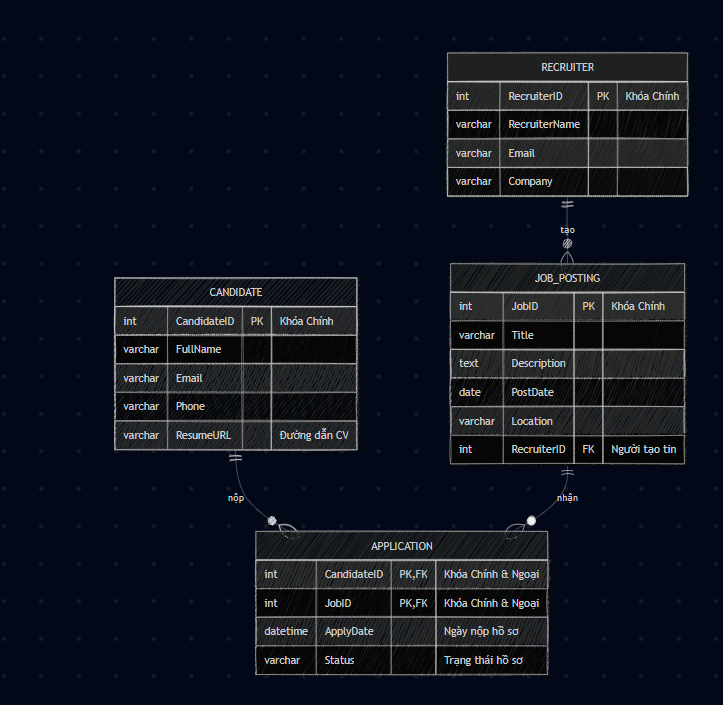 RECRUITER
int RecruiterID PK Khóa Chính
varchar RecruiterName
varchar Email
varchar Company
tạo
JOB_POSTING
int JobID PK Khóa Chính
varchar Title
text Description
date PostDate
varchar Location
int RecruiterID FK Người tạo tin
CANDIDATE
int CandidateID PK Khóa Chính
varchar FullName
varchar Email
varchar Phone
varchar ResumeURL Đường dẫn CV
nộp
nhận
APPLICATION
int CandidateID PK,FK Khóa Chính & Ngoại
int JobID PK,FK Khóa Chính & Ngoại
datetime ApplyDate Ngày nộp hồ sơ
varchar Status Trạng thái hồ sơ